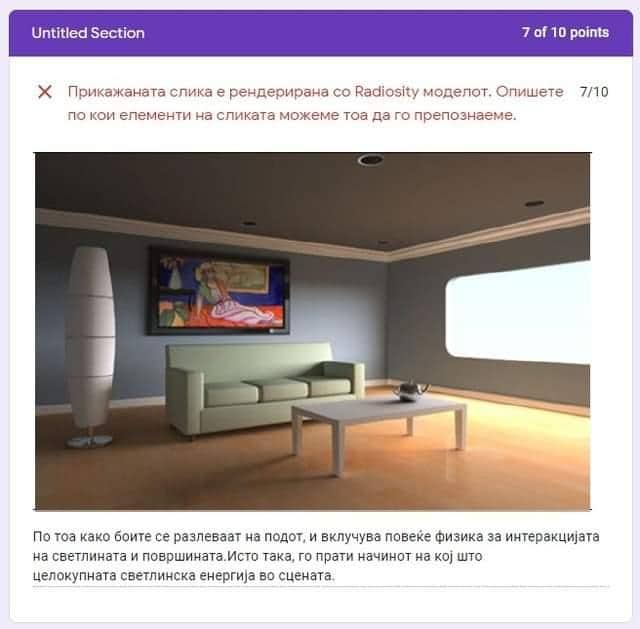 Untitled Section 7 of 10 points
Прикажаната слика е рендерирана со Radiosity моделот. Опишете 7/10
по кои елементи на сликата можеме тоа да го препознаеме.
По тоа како боите се разлеваат на подот, и вклучува повеќе физика за интеракцијата
на светлината и површината.Исто така, го прати начинот на кој што
целокупната светлинска енергија во сцената.